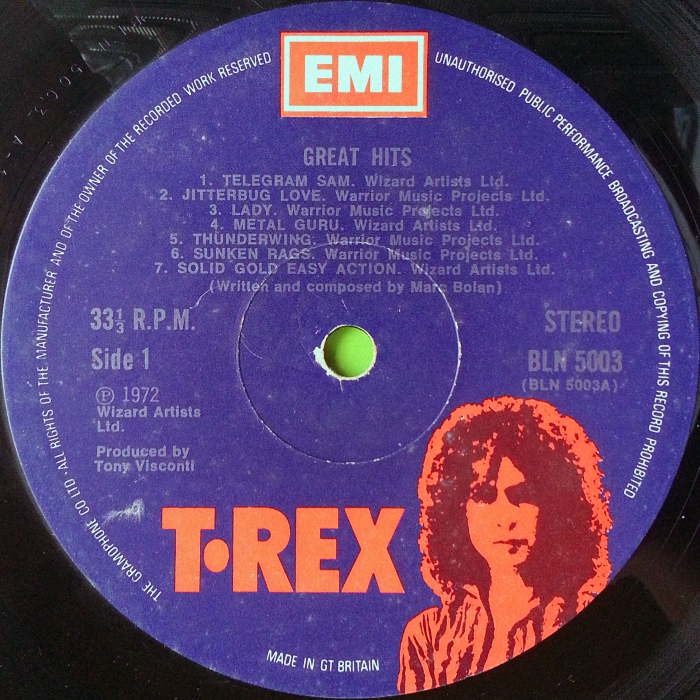 EMI
THE GRAMOPHONE CO LTD · ALL RIGHTS OF THE MANUFACTURER AND OF THE OWNER OF THE RECORDED WORK RESERVED
UNAUTHORISED PUBLIC PERFORMANCE BROADCASTING AND COPYING OF THIS RECORD PROHIBITED
GREAT HITS
1. TELEGRAM SAM. Wizard Artists Ltd.
2. JITTERBUG LOVE. Warrior Music Projects Ltd.
3. LADY. Warrior Music Projects Ltd.
4. METAL GURU. Wizard Artists Ltd.
5. THUNDERWING. Warrior Music Projects Ltd.
6. SUNKEN RAGS. Warrior Music Projects Ltd.
7. SOLID GOLD EASY ACTION. Wizard Artists Ltd.
(Written and composed by Marc Bolan)
33⅓ R.P.M.
STEREO
Side 1
BLN 5003
(BLN 5003A)
Ⓟ 1972
Wizard Artists
Ltd.
Produced by
Tony Visconti
T·REX
MADE IN GT BRITAIN